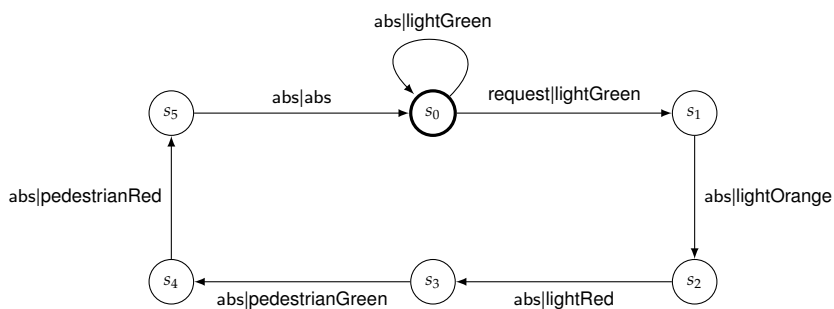 abs|lightGreen
abs|abs
request|lightGreen
s5
s0
s1
abs|pedestrianRed
abs|lightOrange
s4
s3
s2
abs|pedestrianGreen
abs|lightRed